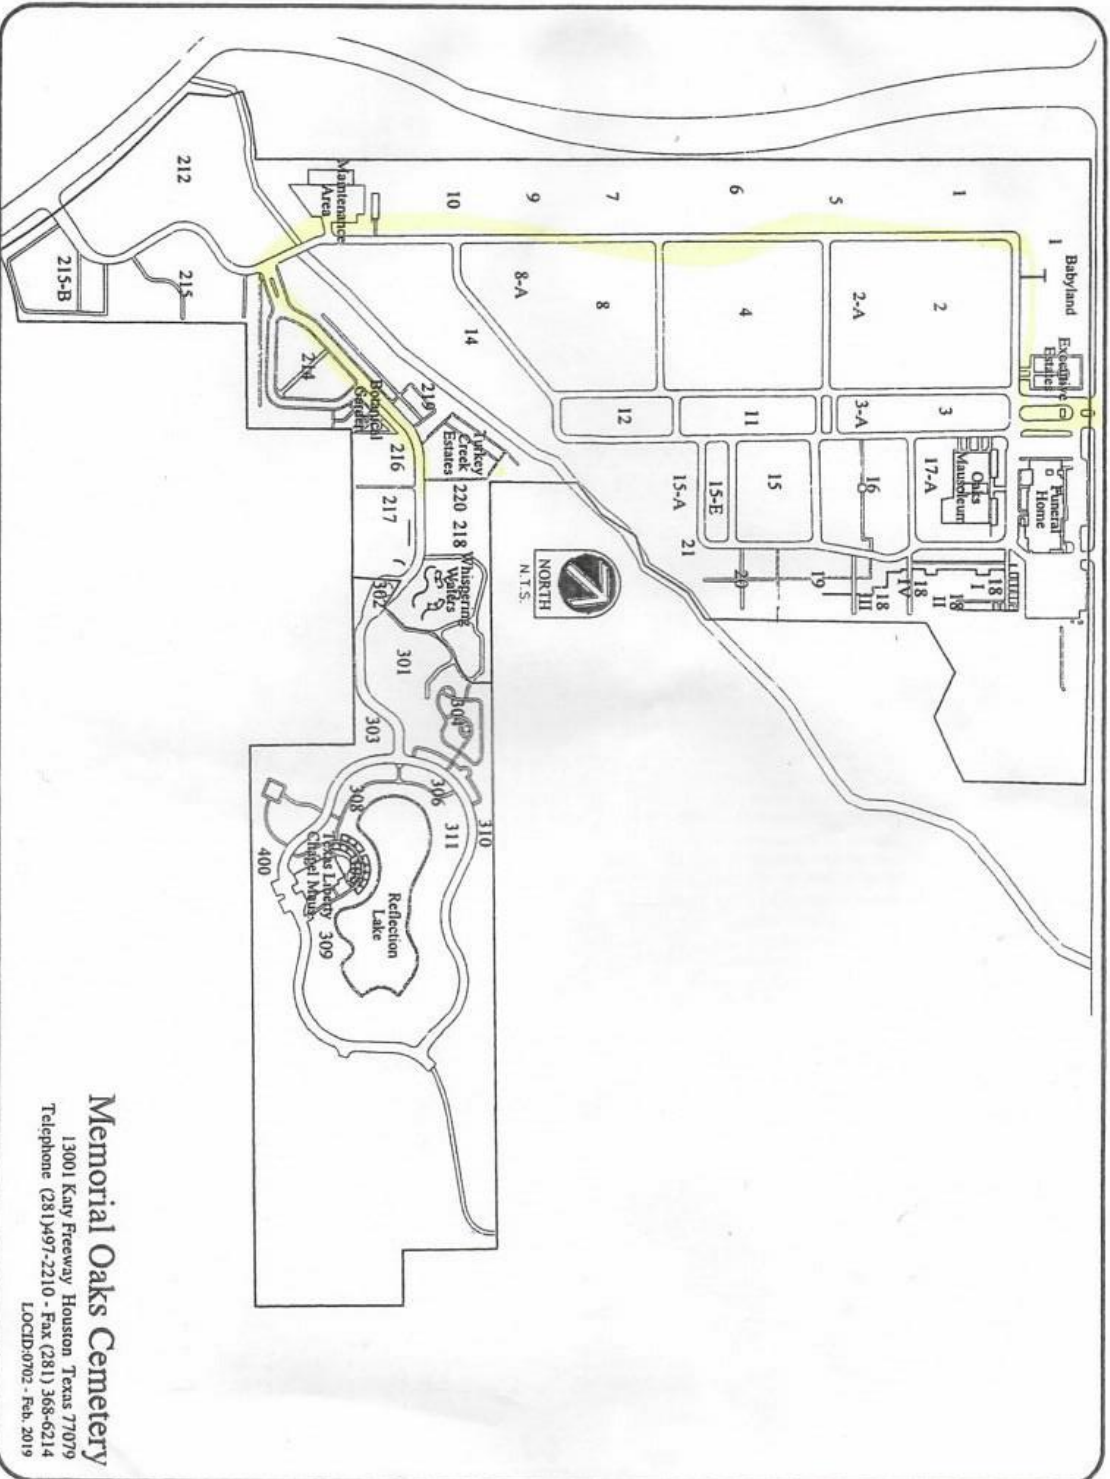 1
Babyland
Executive
Estates
Funeral
Home
1
5
6
7
9
10
Maintenance
Area
212
2
2-A
4
8
8-A
14
3
3-A
11
12
Oaks
Mausoleum
17-A
16
15
15-E
15-A
21
20
19
18
I
18
II
18
III
18
IV
215
215-B
214
Botanical
Garden
219
Turkey
Creek
Estates
216
217
220
218
Whispering
Waters
302
301
303
304
306
308
310
311
Reflection
Lake
Texas Liberty
Chapel Maus.
309
400
NORTH
N.T.S.
Memorial Oaks Cemetery
13001 Katy Freeway Houston Texas 77079
Telephone (281)497-2210 - Fax (281) 368-6214
LOCID:0702 - Feb. 2019